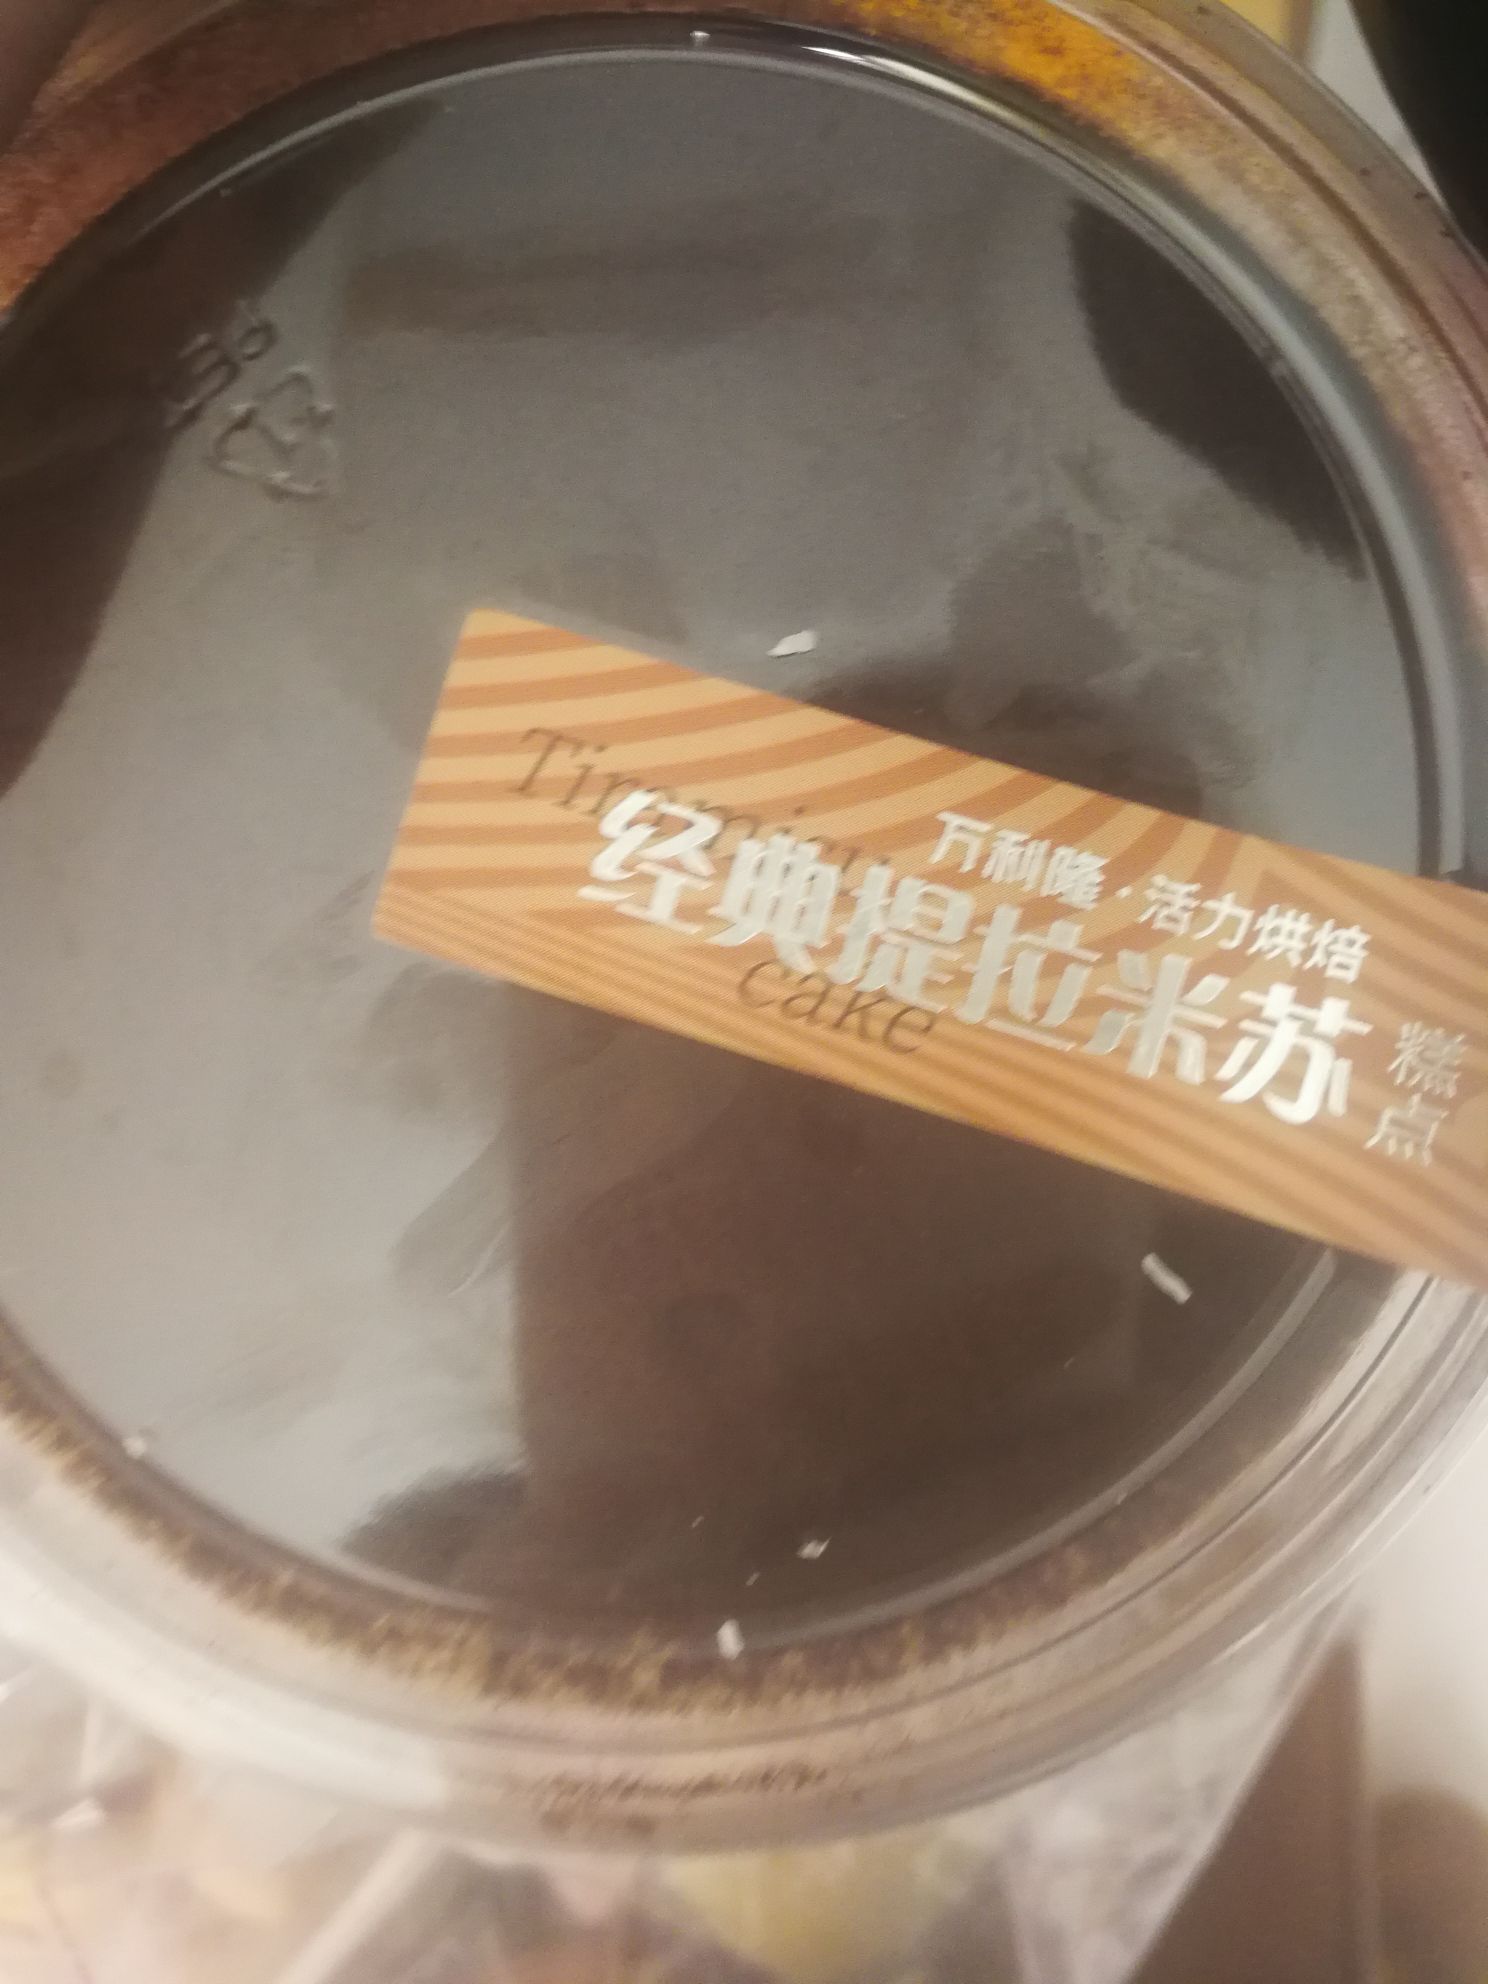 万利隆·活力烘焙
Tiramisu
经典提拉米苏
cake
糕点